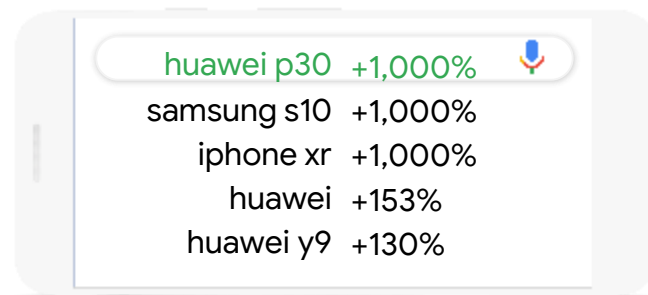 huawei p30 +1,000%
samsung s10 +1,000%
iphone xr +1,000%
huawei +153%
huawei y9 +130%